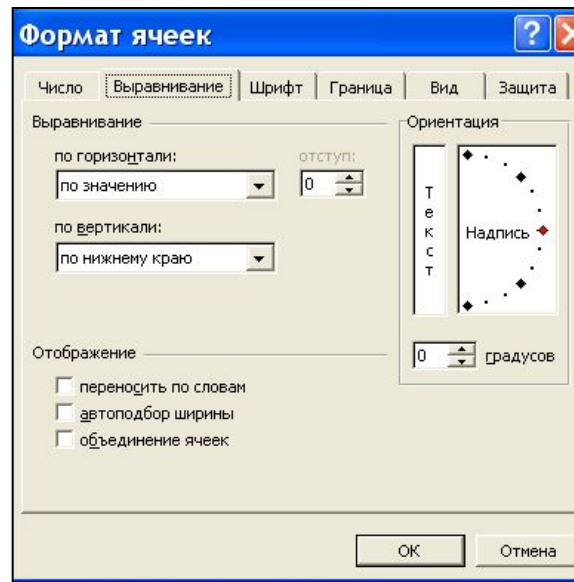 Формат ячеек
Число Выравнивание Шрифт Граница Вид Защита
Выравнивание
по горизонтали: отступ:
по значению 0
по вертикали:
по нижнему краю
Ориентация
Текст
Надпись
0 градусов
Отображение
переносить по словам
автоподбор ширины
объединение ячеек
ОК Отмена